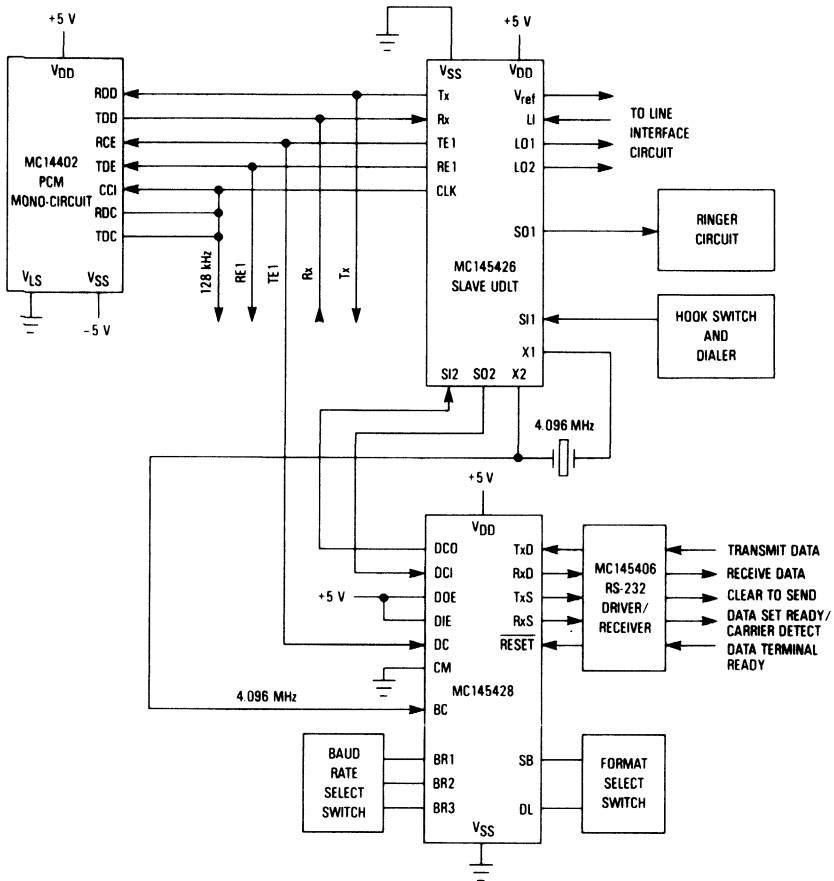 +5 V
VDD
RDD
TDD
RCE
TDE
CCI
RDC
TDC
MC14402
PCM
MONO-CIRCUIT
VLS
VSS
−5 V
128 kHz
RE1
TE1
Rx
Tx
+5 V
VSS
VDD
Tx
Rx
TE1
RE1
CLK
Vref
LI
LO1
LO2
TO LINE
INTERFACE
CIRCUIT
SO1
RINGER
CIRCUIT
MC145426
SLAVE UDLT
SI1
HOOK SWITCH
AND
DIALER
X1
SI2
SO2
X2
4.096 MHz
+5 V
VDD
DCO
DCI
DOE
DIE
DC
CM
BC
+5 V
4.096 MHz
TxD
RxD
TxS
RxS
RESET
MC145406
RS-232
DRIVER/
RECEIVER
TRANSMIT DATA
RECEIVE DATA
CLEAR TO SEND
DATA SET READY/
CARRIER DETECT
DATA TERMINAL
READY
MC145428
BAUD
RATE
SELECT
SWITCH
BR1
BR2
BR3
SB
DL
FORMAT
SELECT
SWITCH
VSS